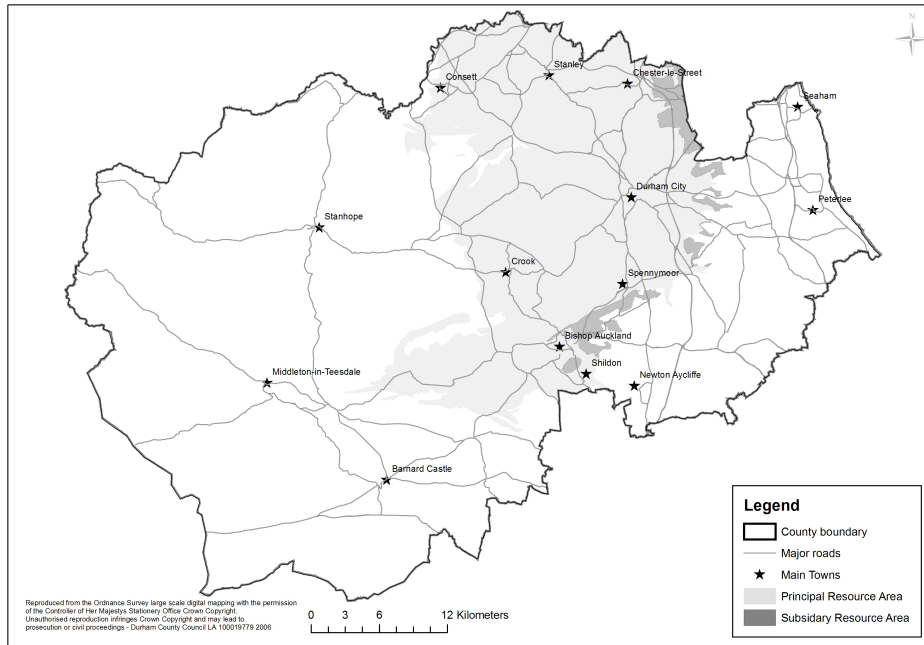 N
Stanley
Consett
Chester-le-Street
Seaham
Durham City
Peterlee
Stanhope
Crook
Spennymoor
Bishop Auckland
Shildon
Middleton-in-Teesdale
Newton Aycliffe
Barnard Castle
Legend
County boundary
Major roads
Main Towns
Principal Resource Area
Subsidary Resource Area
Reproduced from the Ordnance Survey large scale digital mapping with the permission
of the Controller of Her Majestys Stationery Office Crown Copyright.
Unauthorised reproduction infringes Crown Copyright and may lead to
prosecution or civil proceedings - Durham County Council LA 100019779 2006
0 3 6 12 Kilometers